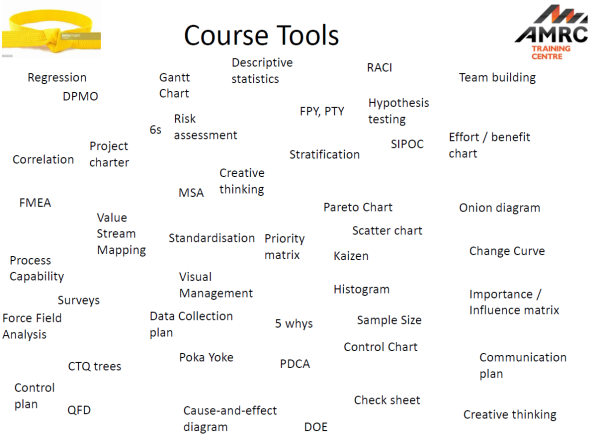 Course Tools
AMRC
TRAINING
CENTRE
Descriptive
statistics
RACI
Regression
Gantt
Chart
Team building
DPMO
FPY, PTY
Hypothesis
testing
Risk
assessment
6s
Effort / benefit
chart
SIPOC
Project
charter
Stratification
Correlation
Creative
thinking
MSA
FMEA
Pareto Chart
Onion diagram
Value
Stream
Mapping
Standardisation
Priority
matrix
Scatter chart
Kaizen
Change Curve
Process
Capability
Visual
Management
Histogram
Importance /
Influence matrix
Surveys
Force Field
Analysis
Data Collection
plan
5 whys
Sample Size
Control Chart
Poka Yoke
PDCA
Communication
plan
CTQ trees
Control
plan
Check sheet
QFD
Cause-and-effect
diagram
DOE
Creative thinking